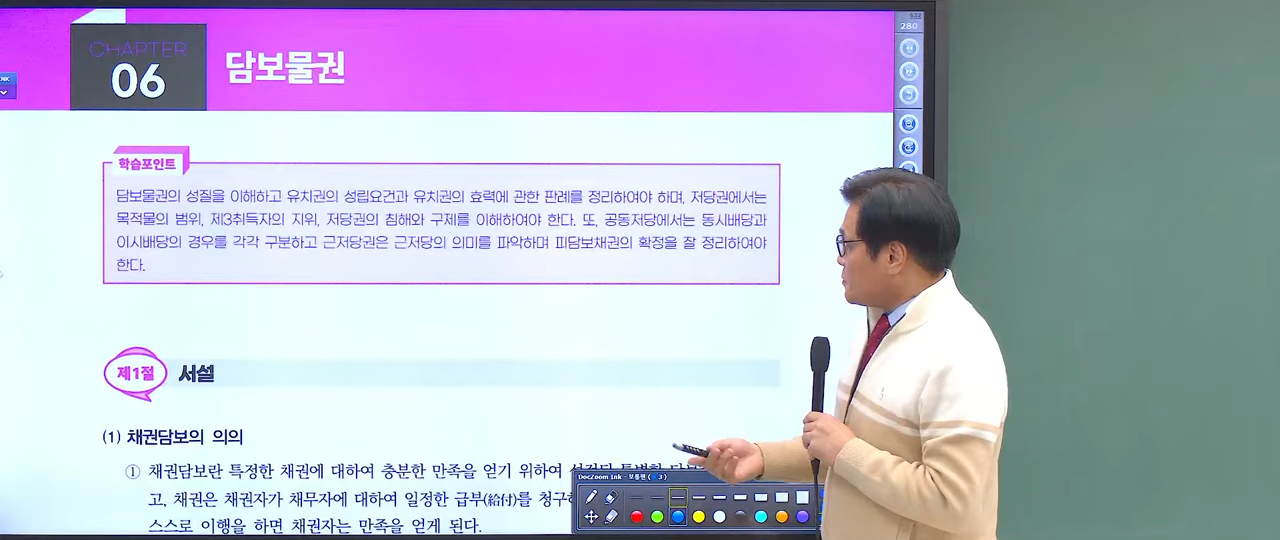 CHAPTER
06
담보물권
280
학습포인트
담보물권의 성질을 이해하고 유치권의 성립요건과 유치권의 효력에 관한 판례를 정리하여야 하며, 저당권에서는
목적물의 범위, 제3취득자의 지위, 저당권의 침해와 구제를 이해하여야 한다. 또, 공동저당에서는 동시배당과
이시배당의 경우를 각각 구분하고 근저당권은 근저당의 의미를 파악하며 피담보채권의 확정을 잘 정리하여야
한다.
제1절 서설
(1) 채권담보의 의의
① 채권담보란 특정한 채권에 대하여 충분한 만족을 얻기 위하여
고, 채권은 채권자가 채무자에 대하여 일정한 급부(給付)를 청구
스스로 이행을 하면 채권자는 만족을 얻게 된다.
DocZoom Ink - 보통펜 ( 3 )